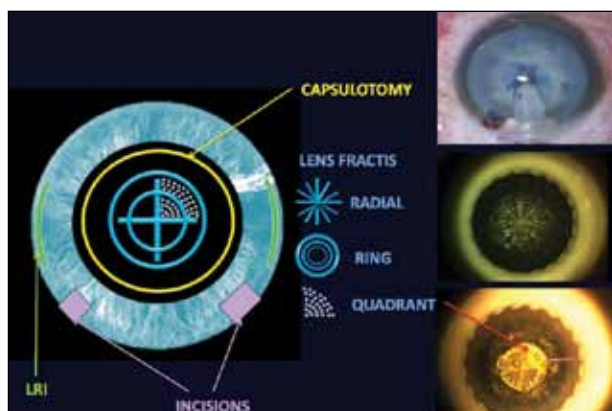 CAPSULOTOMY
LENS FRACTIS
RADIAL
RING
QUADRANT
LRI
INCISIONS